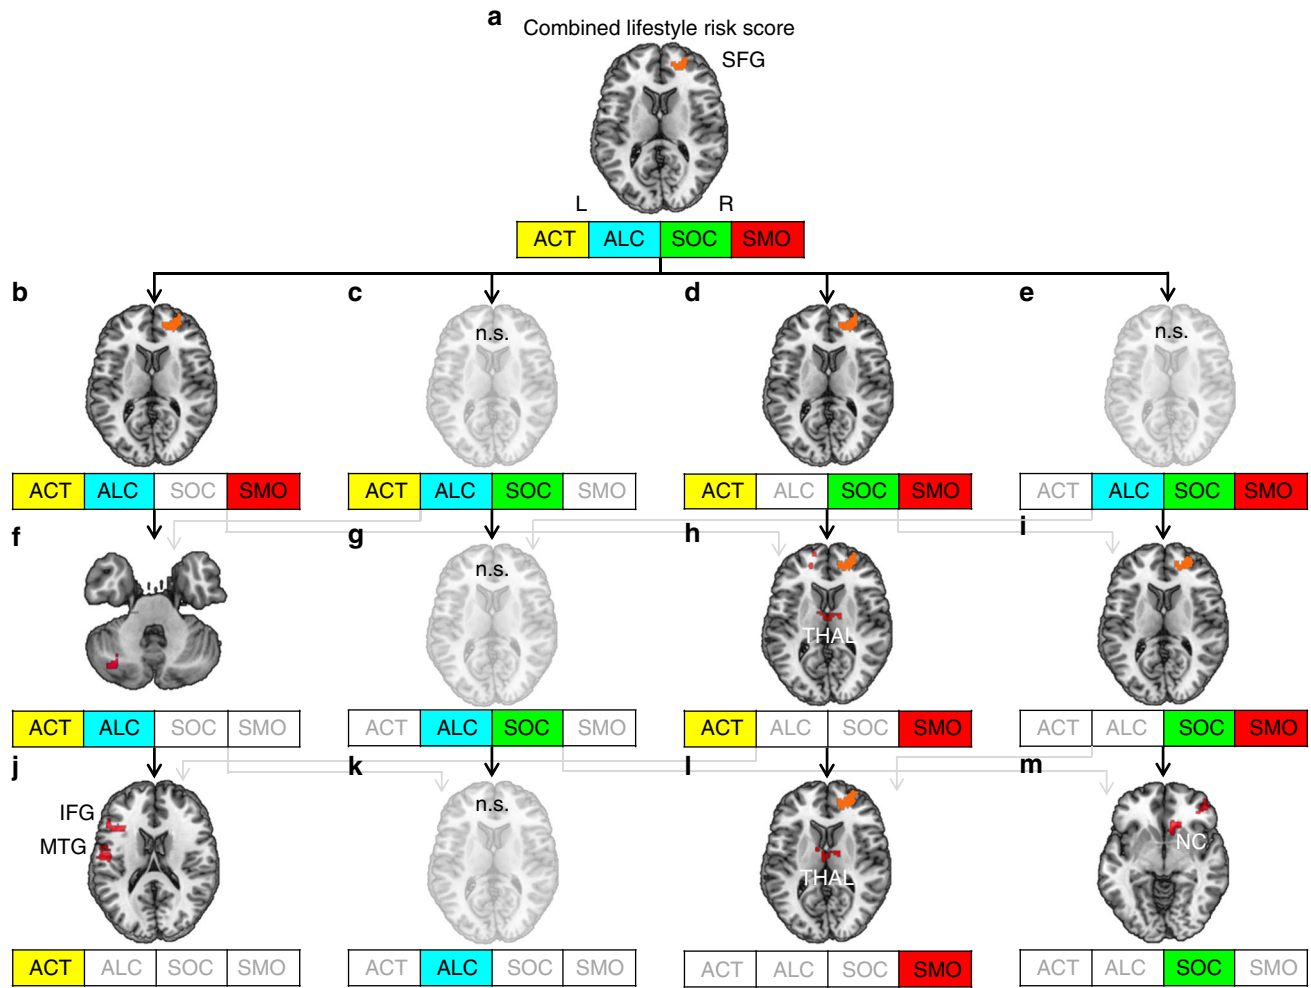 a
Combined lifestyle risk score
SFG
L R
ACT ALC SOC SMO
b c d e
n.s. n.s.
ACT ALC SOC SMO ACT ALC SOC SMO ACT ALC SOC SMO ACT ALC SOC SMO
f g h i
n.s.
THAL
ACT ALC SOC SMO ACT ALC SOC SMO ACT ALC SOC SMO ACT ALC SOC SMO
j k l m
IFG n.s.
MTG NC
THAL
ACT ALC SOC SMO ACT ALC SOC SMO ACT ALC SOC SMO ACT ALC SOC SMO